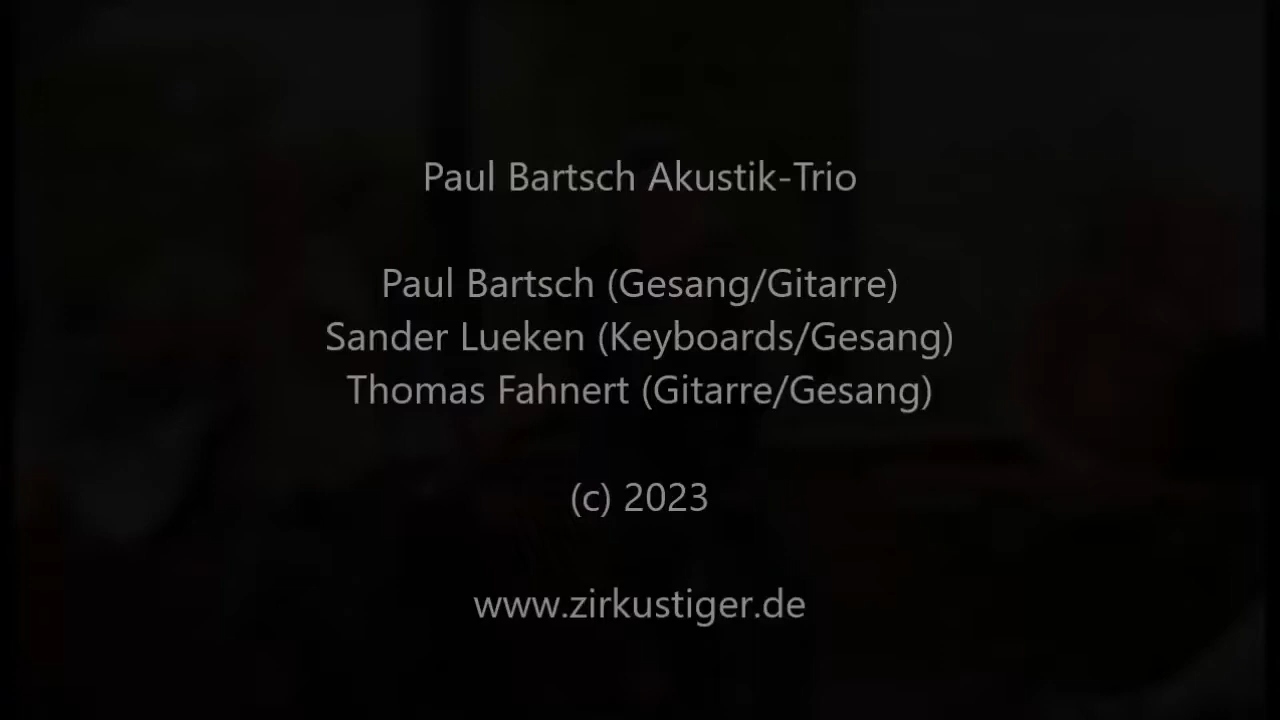 Paul Bartsch Akustik-Trio
Paul Bartsch (Gesang/Gitarre)
Sander Lueken (Keyboards/Gesang)
Thomas Fahnert (Gitarre/Gesang)
(c) 2023
www.zirkustiger.de